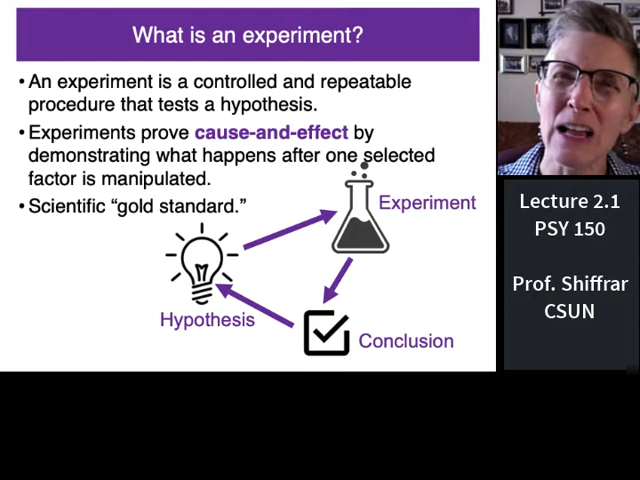 What is an experiment?
• An experiment is a controlled and repeatable
procedure that tests a hypothesis.
• Experiments prove cause-and-effect by
demonstrating what happens after one selected
factor is manipulated.
• Scientific “gold standard.”
Experiment
Hypothesis
Conclusion
Lecture 2.1
PSY 150
Prof. Shiffrar
CSUN